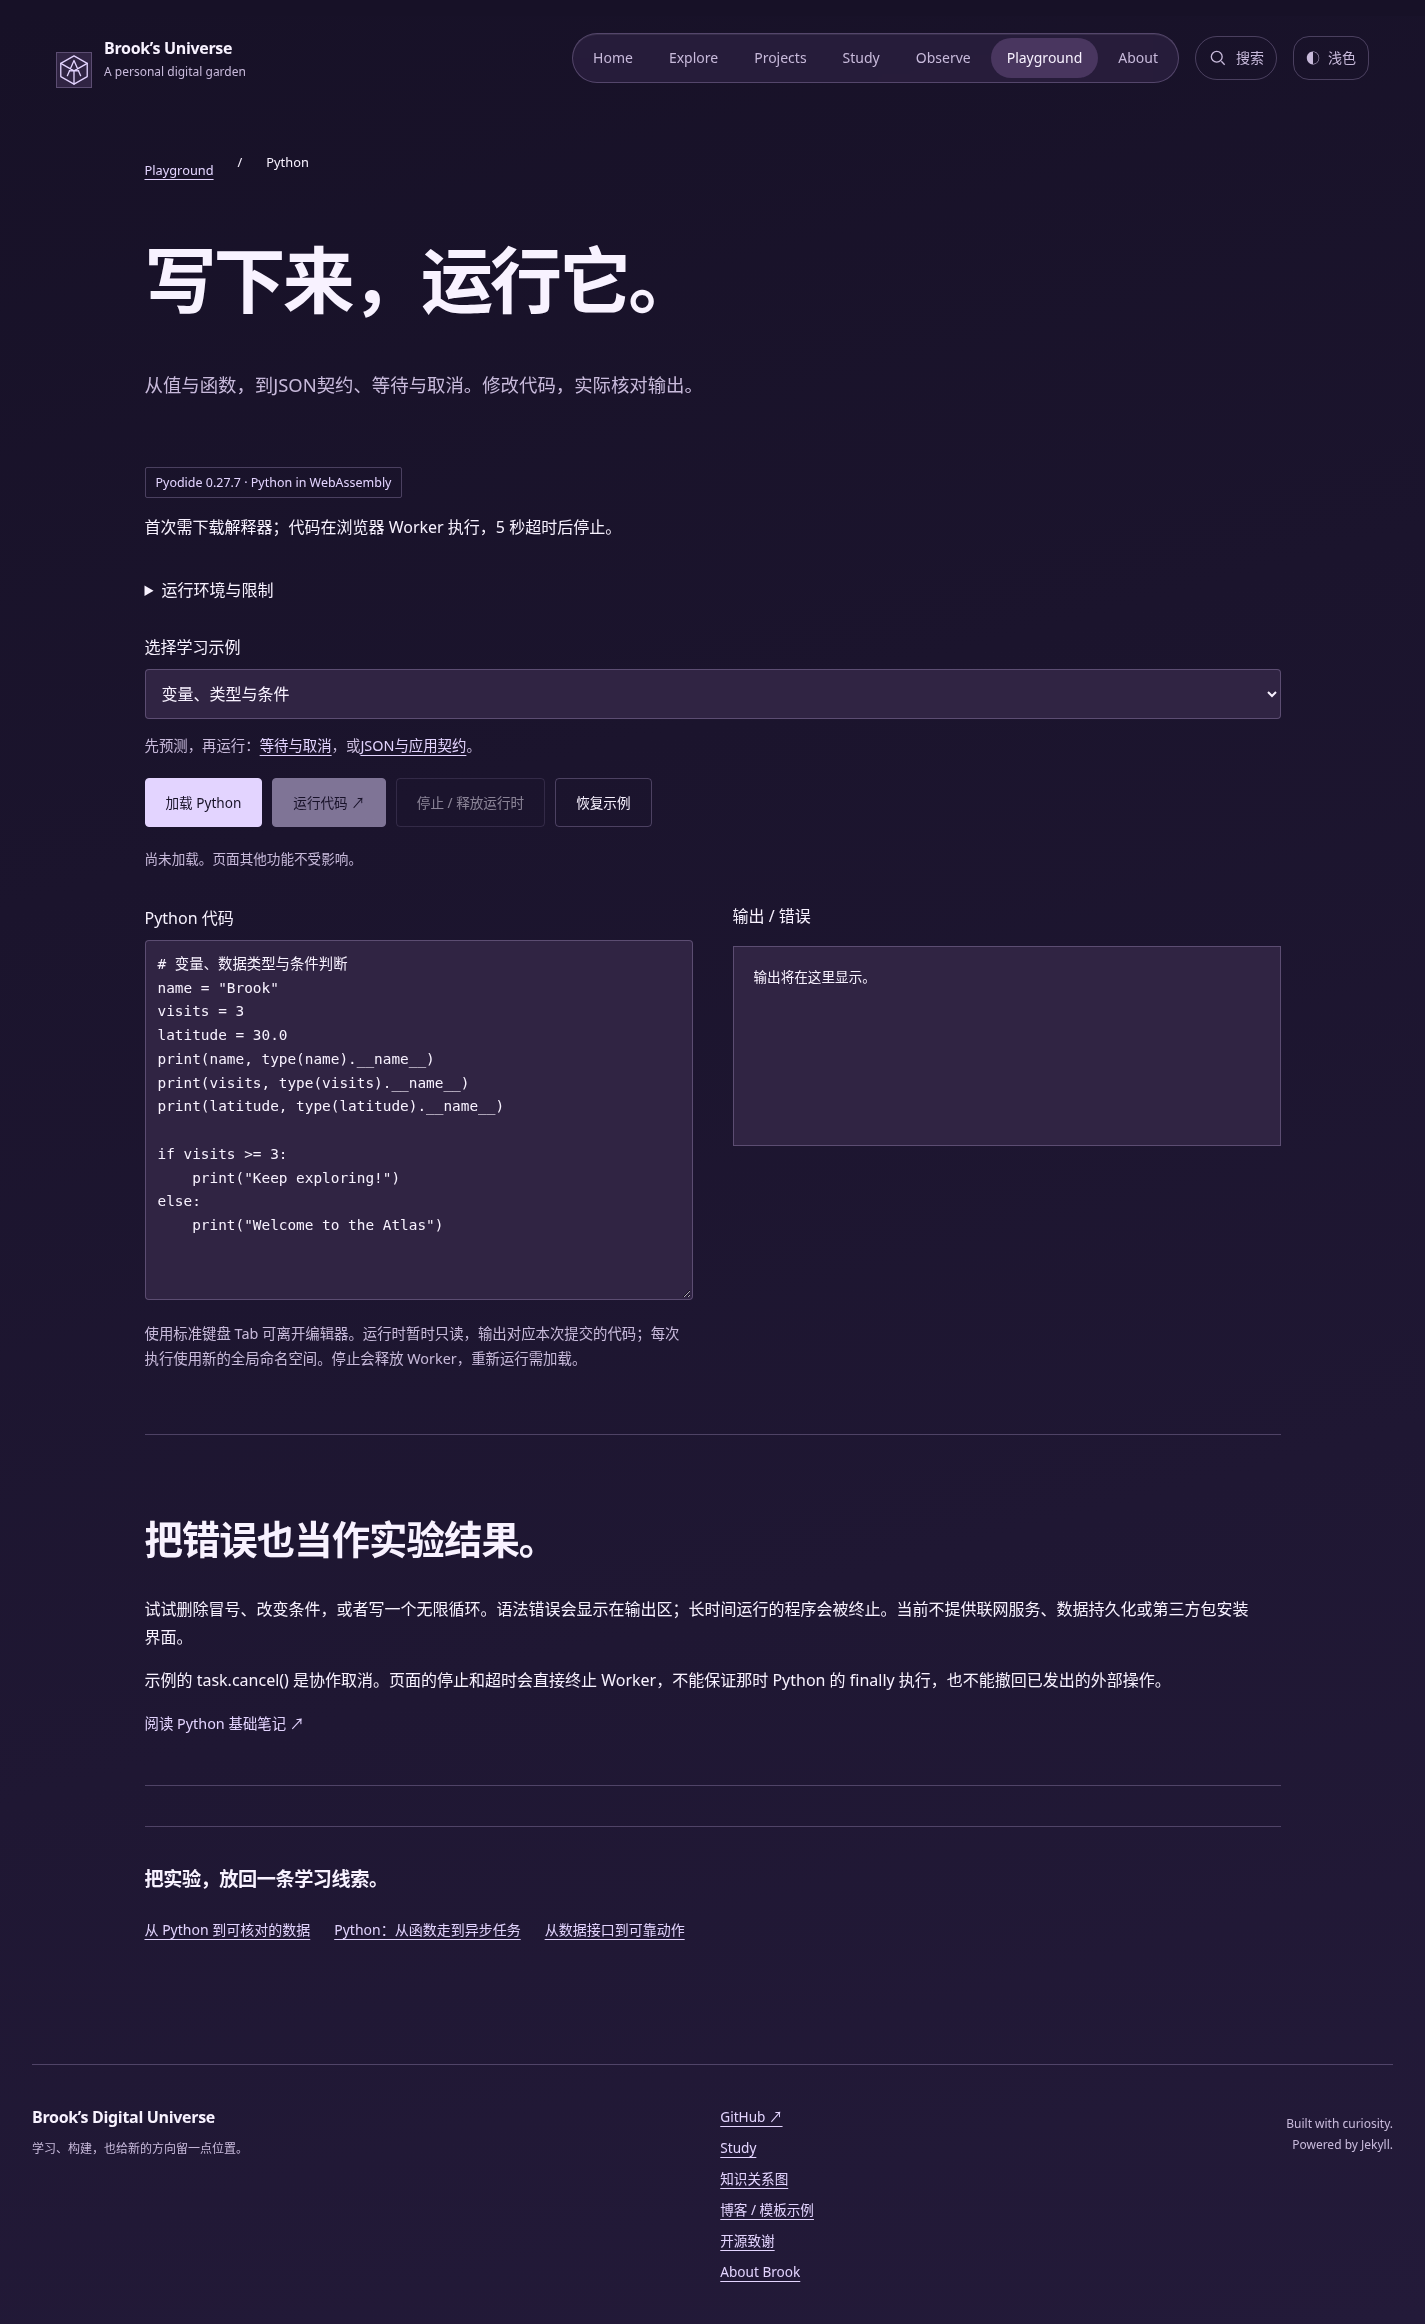 Brook’s Universe
A personal digital garden
Home Explore Projects Study Observe Playground About
搜索
浅色
Playground / Python
写下来，运行它。
从值与函数，到JSON契约、等待与取消。修改代码，实际核对输出。
Pyodide 0.27.7 · Python in WebAssembly
首次需下载解释器；代码在浏览器 Worker 执行，5 秒超时后停止。
▶ 运行环境与限制
选择学习示例
变量、类型与条件
先预测，再运行：等待与取消，或JSON与应用契约。
加载 Python 运行代码 ↗ 停止 / 释放运行时 恢复示例
尚未加载。页面其他功能不受影响。
Python 代码
# 变量、数据类型与条件判断
name = "Brook"
visits = 3
latitude = 30.0
print(name, type(name).__name__)
print(visits, type(visits).__name__)
print(latitude, type(latitude).__name__)

if visits >= 3:
    print("Keep exploring!")
else:
    print("Welcome to the Atlas")
使用标准键盘 Tab 可离开编辑器。运行时暂时只读，输出对应本次提交的代码；每次
执行使用新的全局命名空间。停止会释放 Worker，重新运行需加载。
输出 / 错误
输出将在这里显示。
把错误也当作实验结果。
试试删除冒号、改变条件，或者写一个无限循环。语法错误会显示在输出区；长时间运行的程序会被终止。当前不提供联网服务、数据持久化或第三方包安装
界面。
示例的 task.cancel() 是协作取消。页面的停止和超时会直接终止 Worker，不能保证那时 Python 的 finally 执行，也不能撤回已发出的外部操作。
阅读 Python 基础笔记 ↗
把实验，放回一条学习线索。
从 Python 到可核对的数据 Python：从函数走到异步任务 从数据接口到可靠动作
Brook’s Digital Universe
学习、构建，也给新的方向留一点位置。
GitHub ↗
Study
知识关系图
博客 / 模板示例
开源致谢
About Brook
Built with curiosity.
Powered by Jekyll.